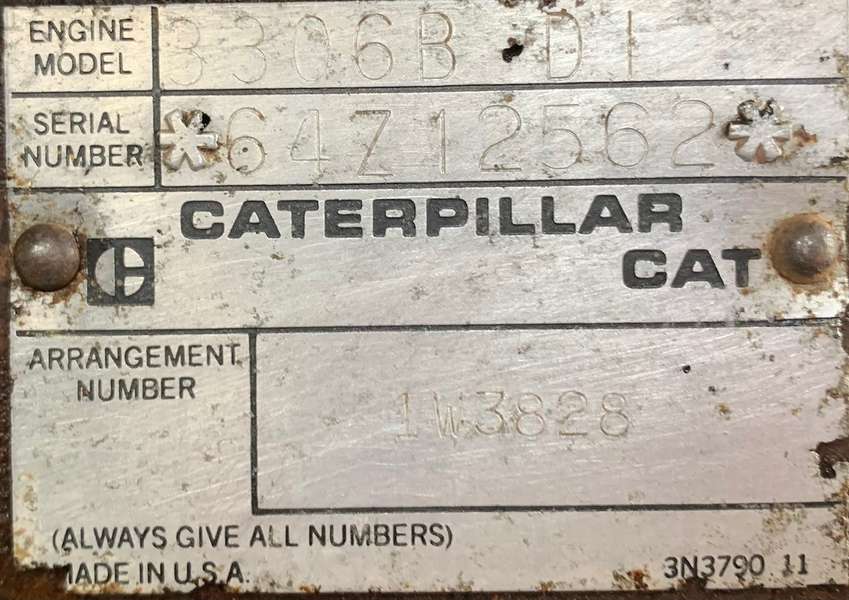 ENGINE MODEL 3306B DI
SERIAL NUMBER *64Z12562*
CATERPILLAR
C CAT
ARRANGEMENT NUMBER 1W3828
(ALWAYS GIVE ALL NUMBERS)
MADE IN U.S.A. 3N3790 11